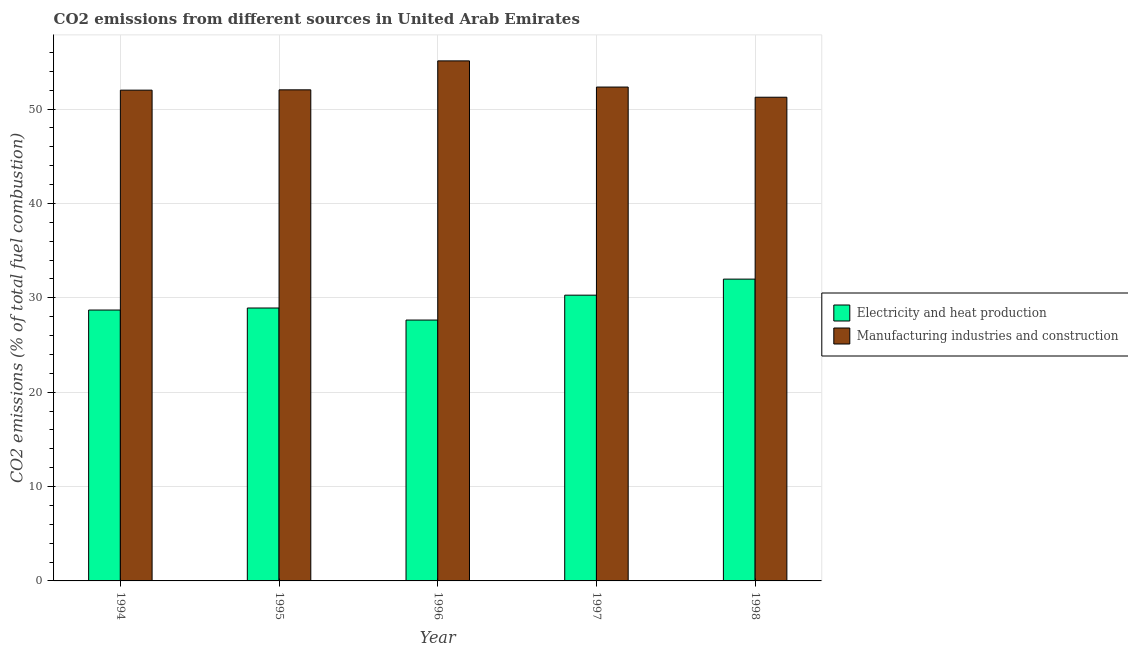 CO2 emissions from different sources in United Arab Emirates
CO2 emissions (% of total fuel combustion)
50
40
30
20
10
0
1994
1995
1996
1997
1998
Year
Electricity and heat production
Manufacturing industries and construction